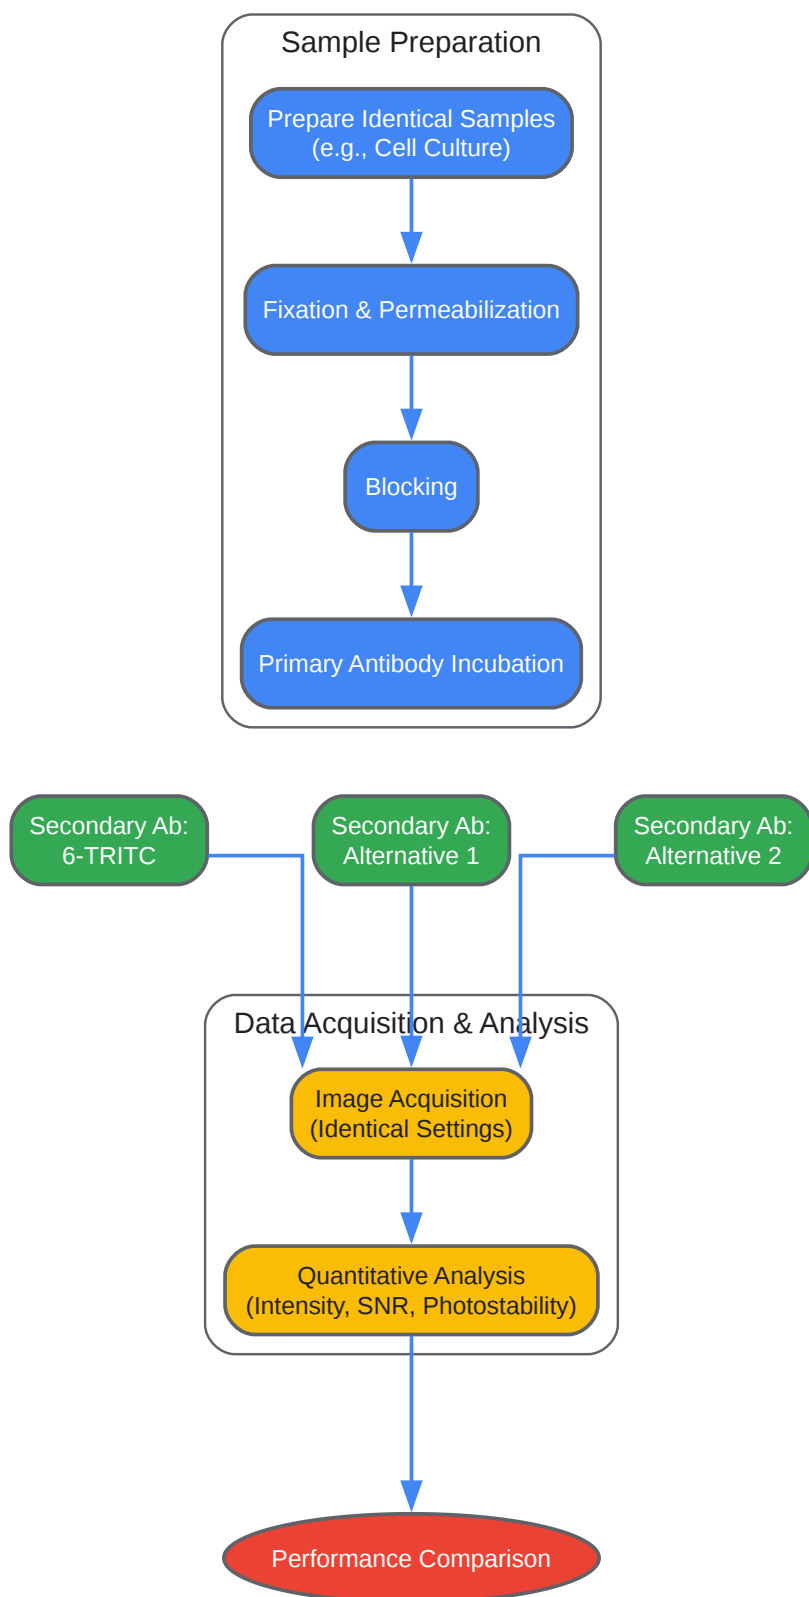 Sample Preparation
Prepare Identical Samples
(e.g., Cell Culture)
Fixation & Permeabilization
Blocking
Primary Antibody Incubation
Secondary Ab:
6-TRITC
Secondary Ab:
Alternative 1
Secondary Ab:
Alternative 2
Data Acquisition & Analysis
Image Acquisition
(Identical Settings)
Quantitative Analysis
(Intensity, SNR, Photostability)
Performance Comparison